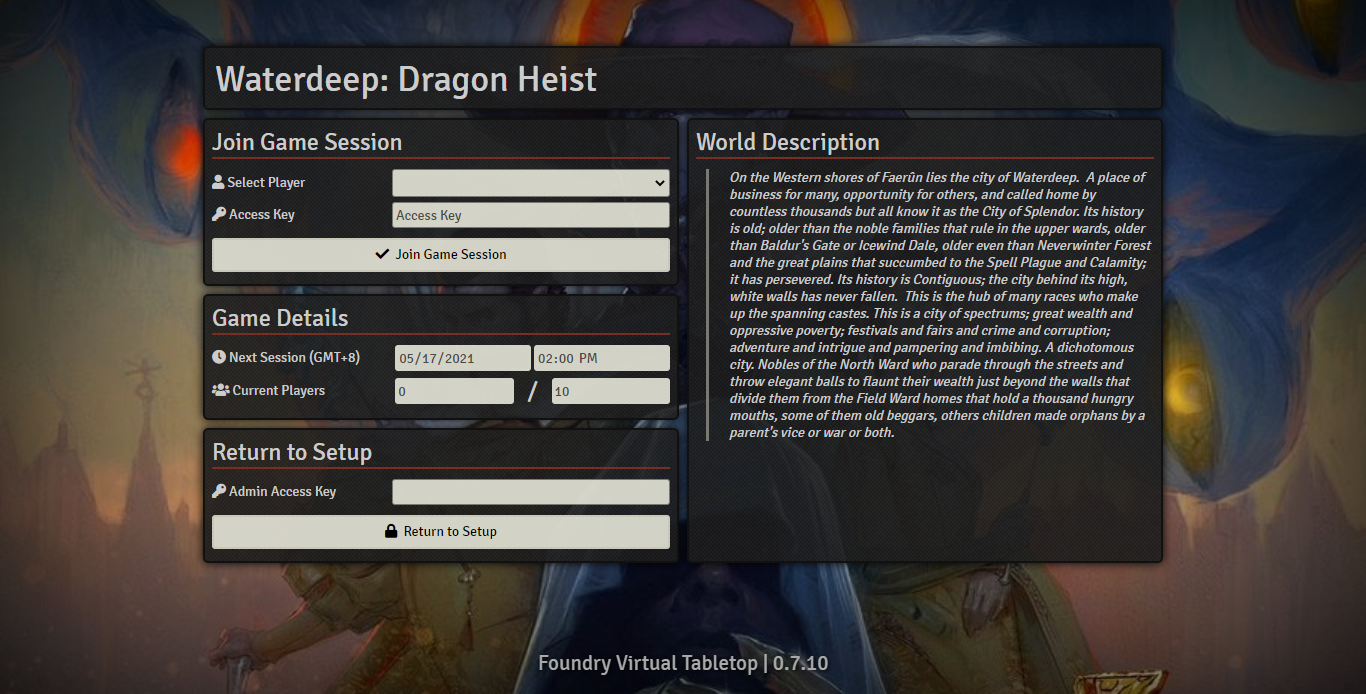 Waterdeep: Dragon Heist
Join Game Session
Select Player
Access Key
Access Key
Join Game Session
Game Details
Next Session (GMT+8)
05/17/2021
02:00 PM
Current Players
0
/
10
Return to Setup
Admin Access Key
Return to Setup
World Description
On the Western shores of Faerûn lies the city of Waterdeep.  A place of
business for many, opportunity for others, and called home by
countless thousands but all know it as the City of Splendor. Its history
is old; older than the noble families that rule in the upper wards, older
than Baldur's Gate or Icewind Dale, older even than Neverwinter Forest
and the great plains that succumbed to the Spell Plague and Calamity;
it has persevered. Its history is Contiguous; the city behind its high,
white walls has never fallen.  This is the hub of many races who make
up the spanning castes. This is a city of spectrums; great wealth and
oppressive poverty; festivals and fairs and crime and corruption;
adventure and intrigue and pampering and imbibing. A dichotomous
city. Nobles of the North Ward who parade through the streets and
throw elegant balls to flaunt their wealth just beyond the walls that
divide them from the Field Ward homes that hold a thousand hungry
mouths, some of them old beggars, others children made orphans by a
parent's vice or war or both.
Foundry Virtual Tabletop | 0.7.10